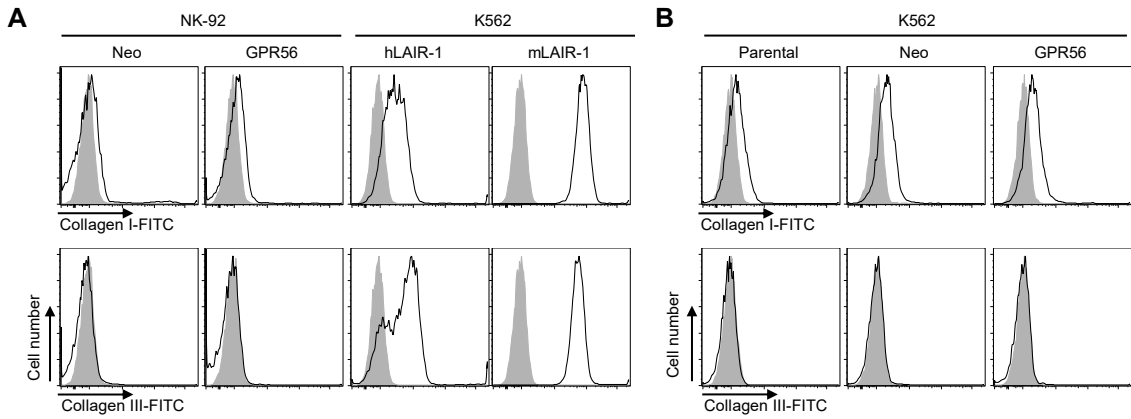 A
NK-92
K562
Neo
GPR56
hLAIR-1
mLAIR-1
Collagen I-FITC
Cell number
Collagen III-FITC
B
K562
Parental
Neo
GPR56
Collagen I-FITC
Cell number
Collagen III-FITC